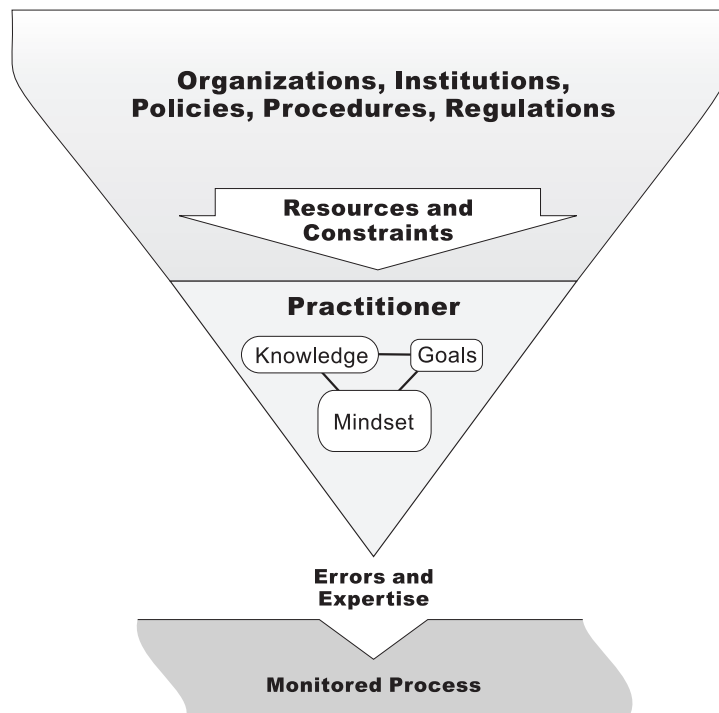 Organizations, Institutions,
Policies, Procedures, Regulations
Resources and
Constraints
Practitioner
Knowledge
Goals
Mindset
Errors and
Expertise
Monitored Process